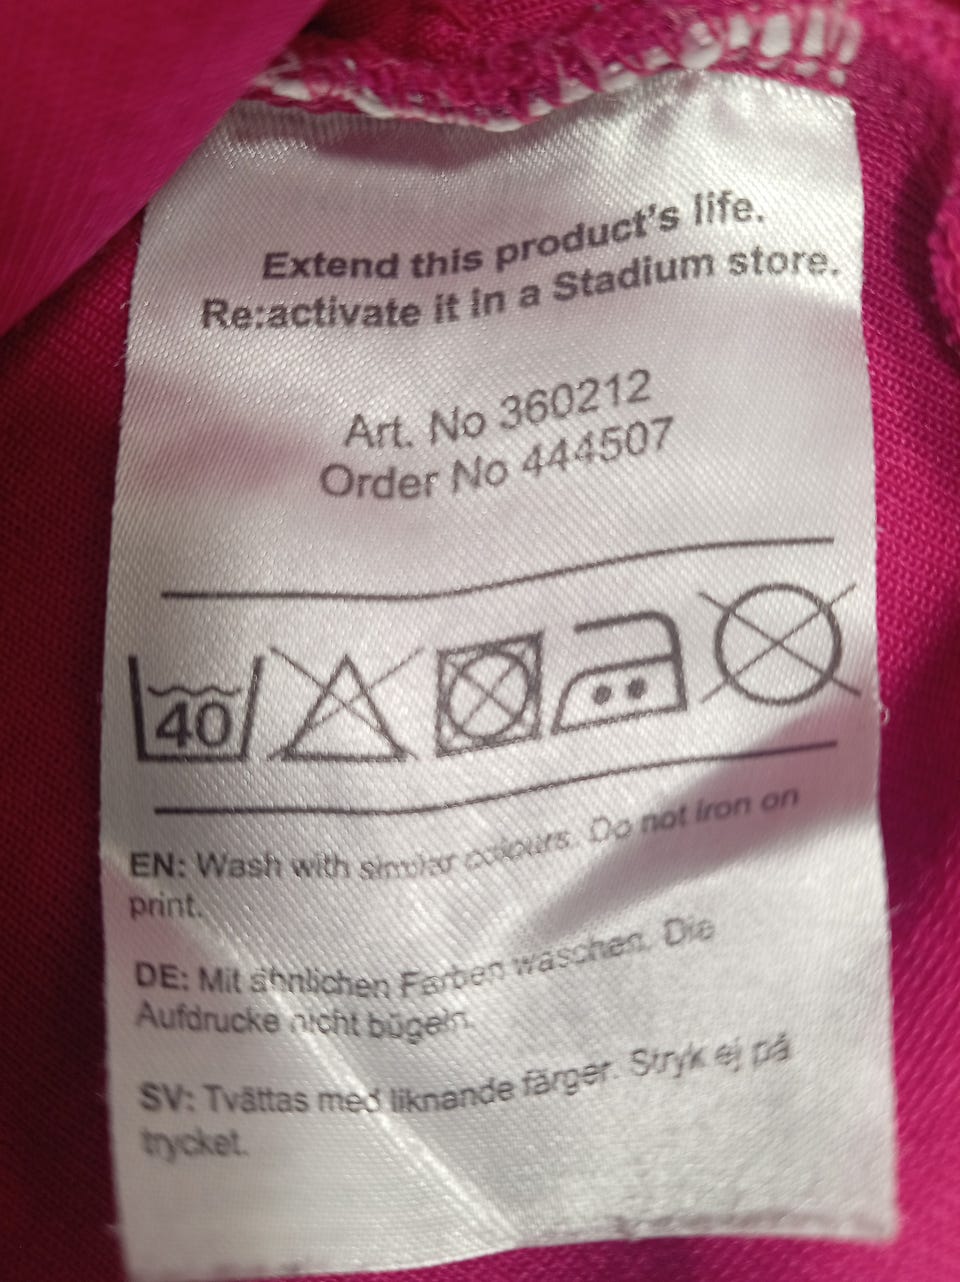 Extend this product's life.
Re:activate it in a Stadium store.
Art. No 360212
Order No 444507
40
EN: Wash with similar colours. Do not iron on
print.
DE: Mit ähnlichen Farben waschen. Die
Aufdrucke nicht bügeln.
SV: Tvättas med liknande färger. Stryk ej på
trycket.